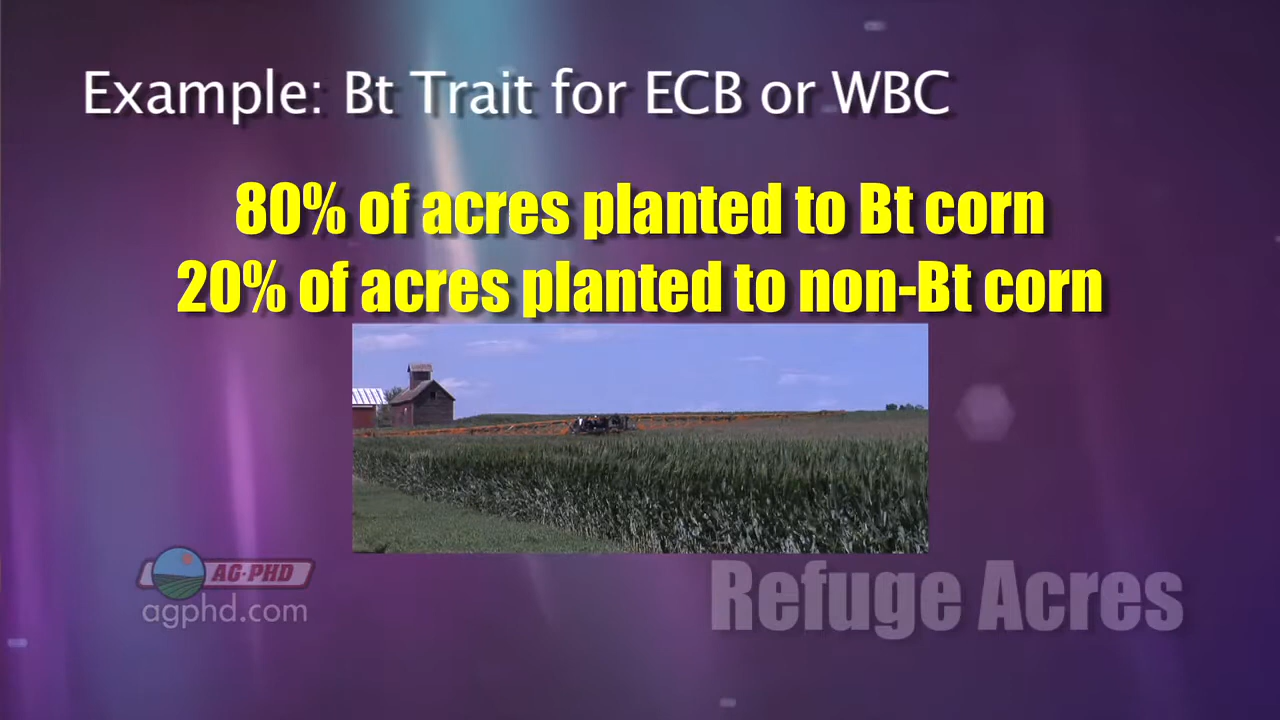 Example: Bt Trait for ECB or WBC
80% of acres planted to Bt corn
20% of acres planted to non-Bt corn
AG·PHD
agphd.com
Refuge Acres